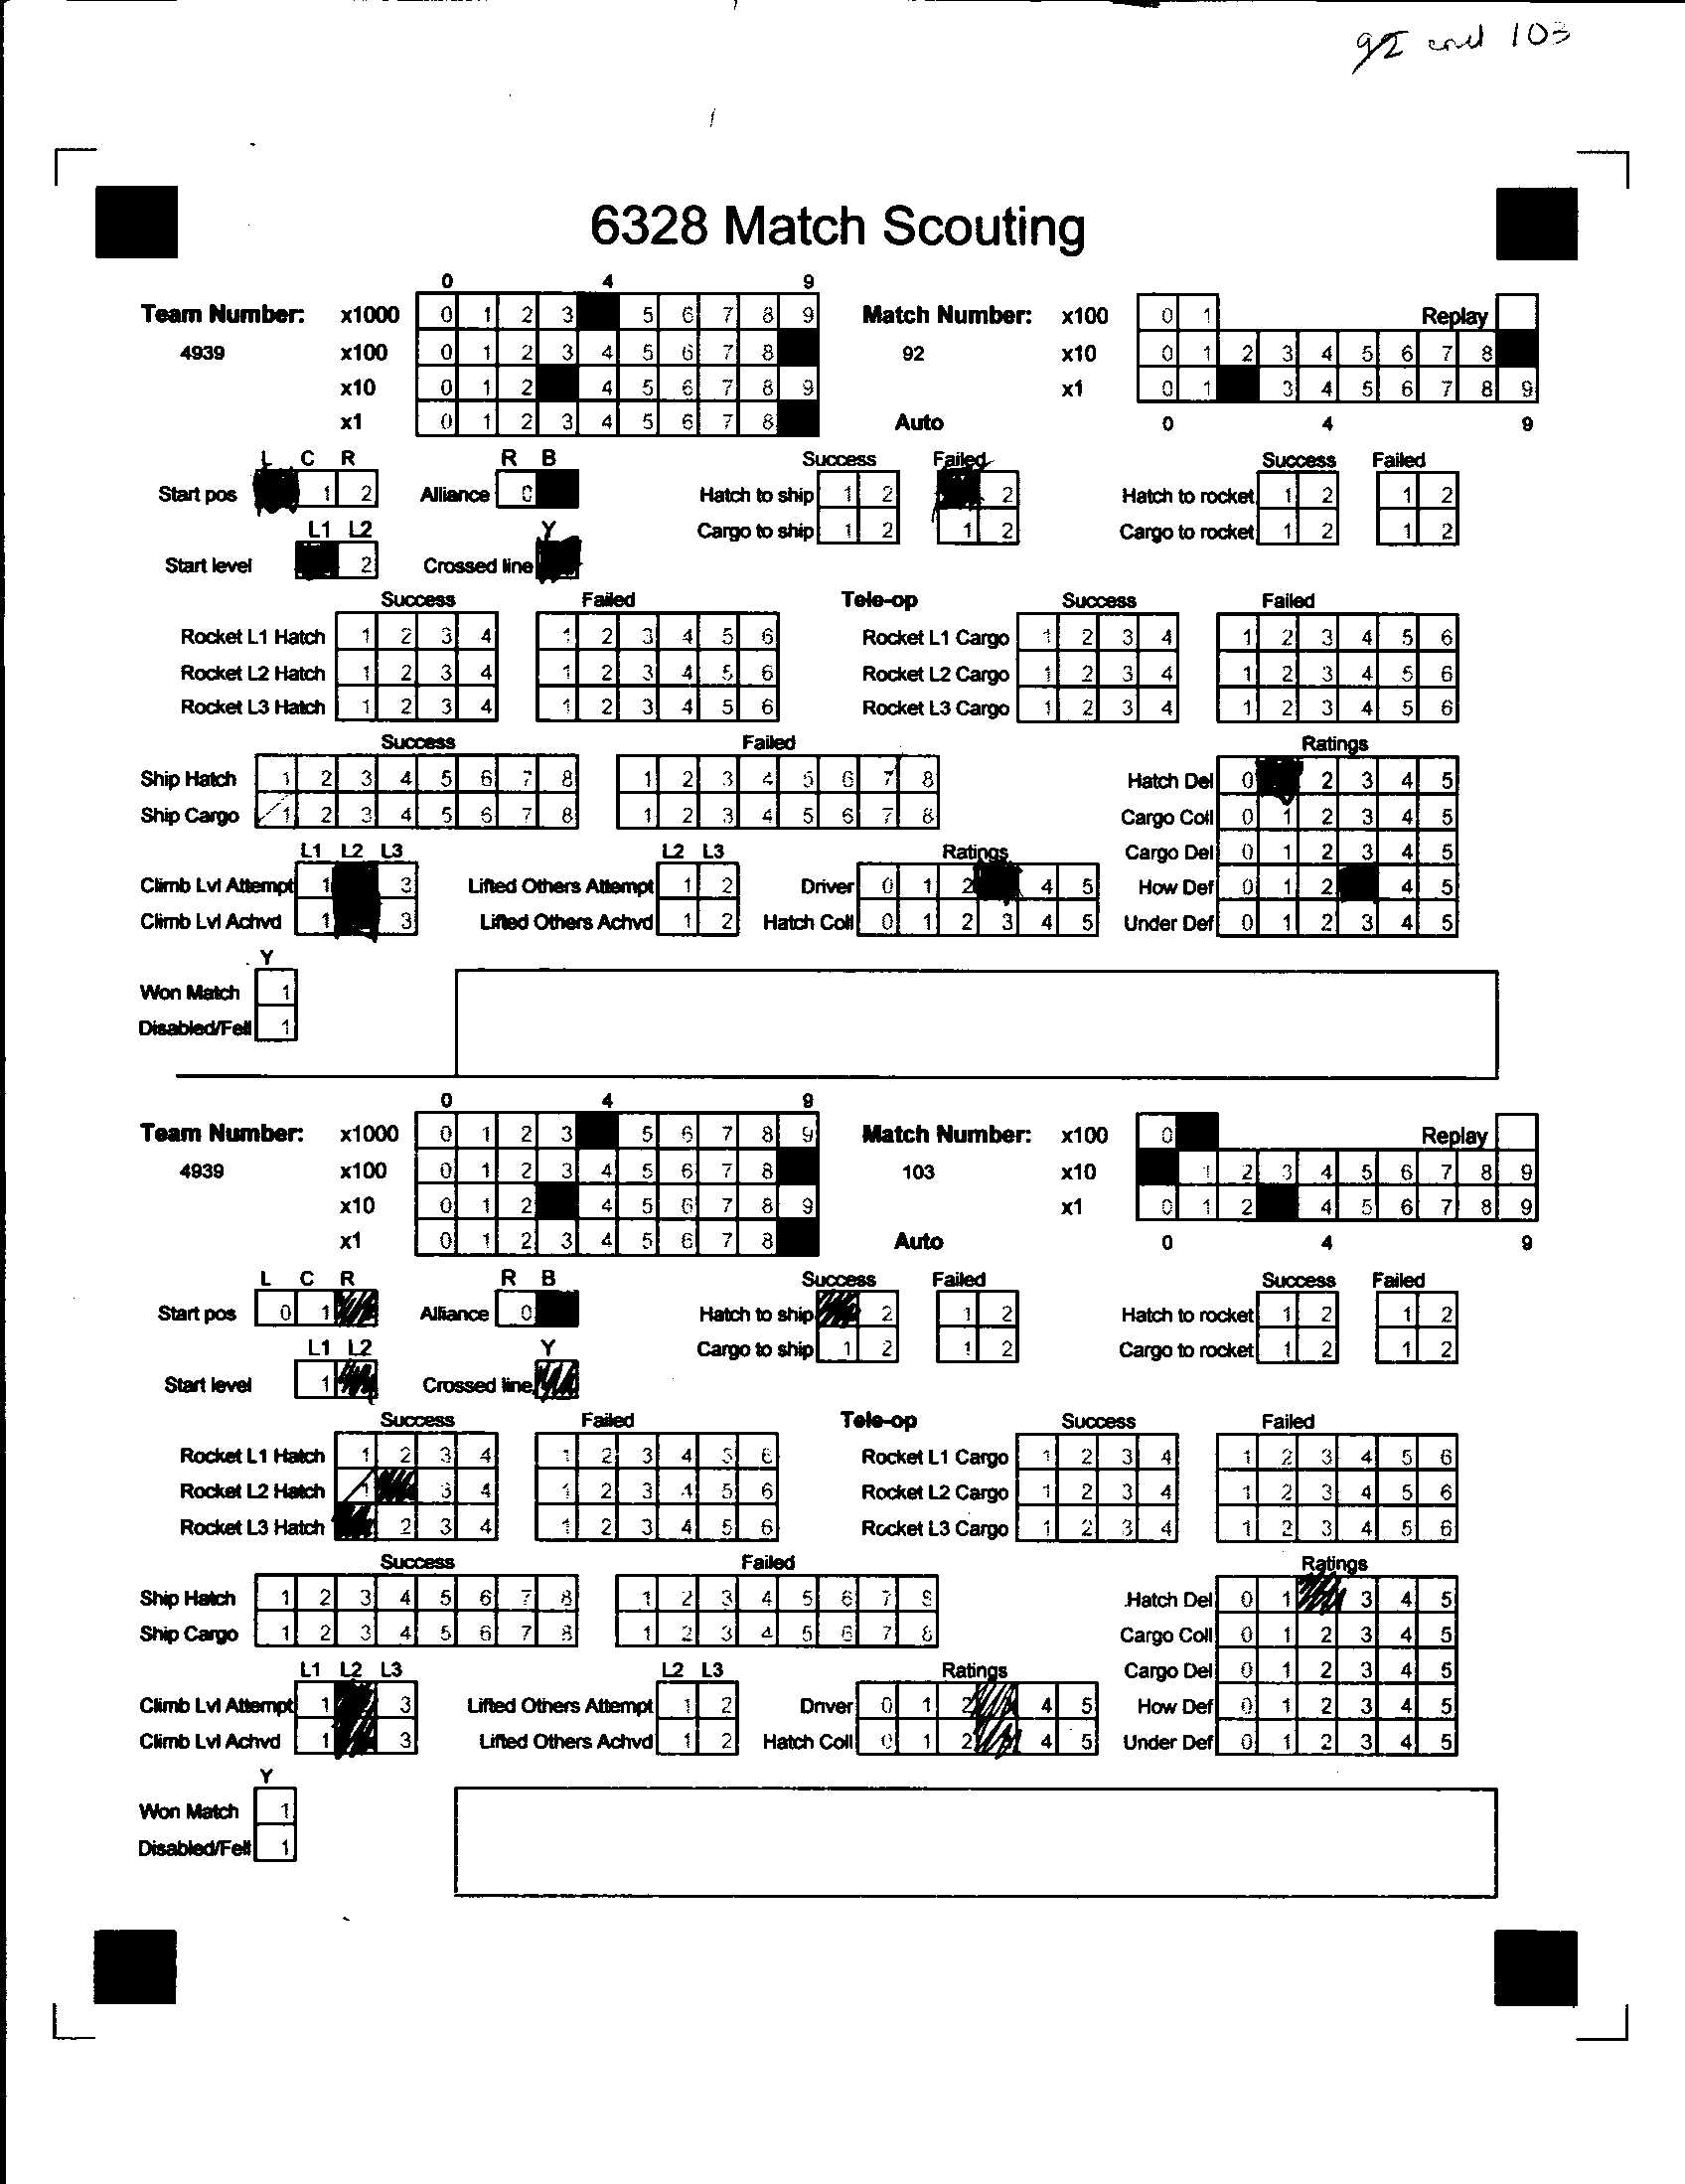 92 and 103
6328 Match Scouting
0 4 9
Team Number: x1000 0 1 2 3 5 6 7 8 9 Match Number: x100 0 1 Replay
4939 x100 0 1 2 3 4 5 6 7 8 92 x10 0 1 2 3 4 5 6 7 8
x10 0 1 2 4 5 6 7 8 9 x1 0 1 3 4 5 6 7 8 9
x1 0 1 2 3 4 5 6 7 8 Auto 0 4 9
L C R R B Success Failed Success Failed
Start pos 1 2 Alliance 0 Hatch to ship 1 2 2 Hatch to rocket 1 2 1 2
L1 L2 Y Cargo to ship 1 2 1 2 Cargo to rocket 1 2 1 2
Start level 2 Crossed line
Success Failed Tele-op Success Failed
Rocket L1 Hatch 1 2 3 4 1 2 3 4 5 6 Rocket L1 Cargo 1 2 3 4 1 2 3 4 5 6
Rocket L2 Hatch 1 2 3 4 1 2 3 4 5 6 Rocket L2 Cargo 1 2 3 4 1 2 3 4 5 6
Rocket L3 Hatch 1 2 3 4 1 2 3 4 5 6 Rocket L3 Cargo 1 2 3 4 1 2 3 4 5 6
Success Failed Ratings
Ship Hatch 1 2 3 4 5 6 7 8 1 2 3 4 5 6 7 8 Hatch Del 0 2 3 4 5
Ship Cargo 1 2 3 4 5 6 7 8 1 2 3 4 5 6 7 8 Cargo Coll 0 1 2 3 4 5
L1 L2 L3 L2 L3 Ratings Cargo Del 0 1 2 3 4 5
Climb Lvl Attempt 1 3 Lifted Others Attempt 1 2 Driver 0 1 2 4 5 How Def 0 1 2 4 5
Climb Lvl Achvd 1 3 Lifted Others Achvd 1 2 Hatch Coll 0 1 2 3 4 5 Under Def 0 1 2 3 4 5
Y
Won Match 1
Disabled/Fell 1
0 4 9
Team Number: x1000 0 1 2 3 5 6 7 8 9 Match Number: x100 0 Replay
4939 x100 0 1 2 3 4 5 6 7 8 103 x10 1 2 3 4 5 6 7 8 9
x10 0 1 2 4 5 6 7 8 9 x1 0 1 2 4 5 6 7 8 9
x1 0 1 2 3 4 5 6 7 8 Auto 0 4 9
L C R R B Success Failed Success Failed
Start pos 0 1 Alliance 0 Hatch to ship 2 1 2 Hatch to rocket 1 2 1 2
L1 L2 Y Cargo to ship 1 2 1 2 Cargo to rocket 1 2 1 2
Start level 1 Crossed line
Success Failed Tele-op Success Failed
Rocket L1 Hatch 1 2 3 4 1 2 3 4 5 6 Rocket L1 Cargo 1 2 3 4 1 2 3 4 5 6
Rocket L2 Hatch 1 3 4 1 2 3 4 5 6 Rocket L2 Cargo 1 2 3 4 1 2 3 4 5 6
Rocket L3 Hatch 2 3 4 1 2 3 4 5 6 Rocket L3 Cargo 1 2 3 4 1 2 3 4 5 6
Success Failed Ratings
Ship Hatch 1 2 3 4 5 6 7 8 1 2 3 4 5 6 7 8 Hatch Del 0 1 3 4 5
Ship Cargo 1 2 3 4 5 6 7 8 1 2 3 4 5 6 7 8 Cargo Coll 0 1 2 3 4 5
L1 L2 L3 L2 L3 Ratings Cargo Del 0 1 2 3 4 5
Climb Lvl Attempt 1 3 Lifted Others Attempt 1 2 Driver 0 1 2 4 5 How Def 0 1 2 3 4 5
Climb Lvl Achvd 1 3 Lifted Others Achvd 1 2 Hatch Coll 0 1 2 4 5 Under Def 0 1 2 3 4 5
Y
Won Match 1
Disabled/Fell 1